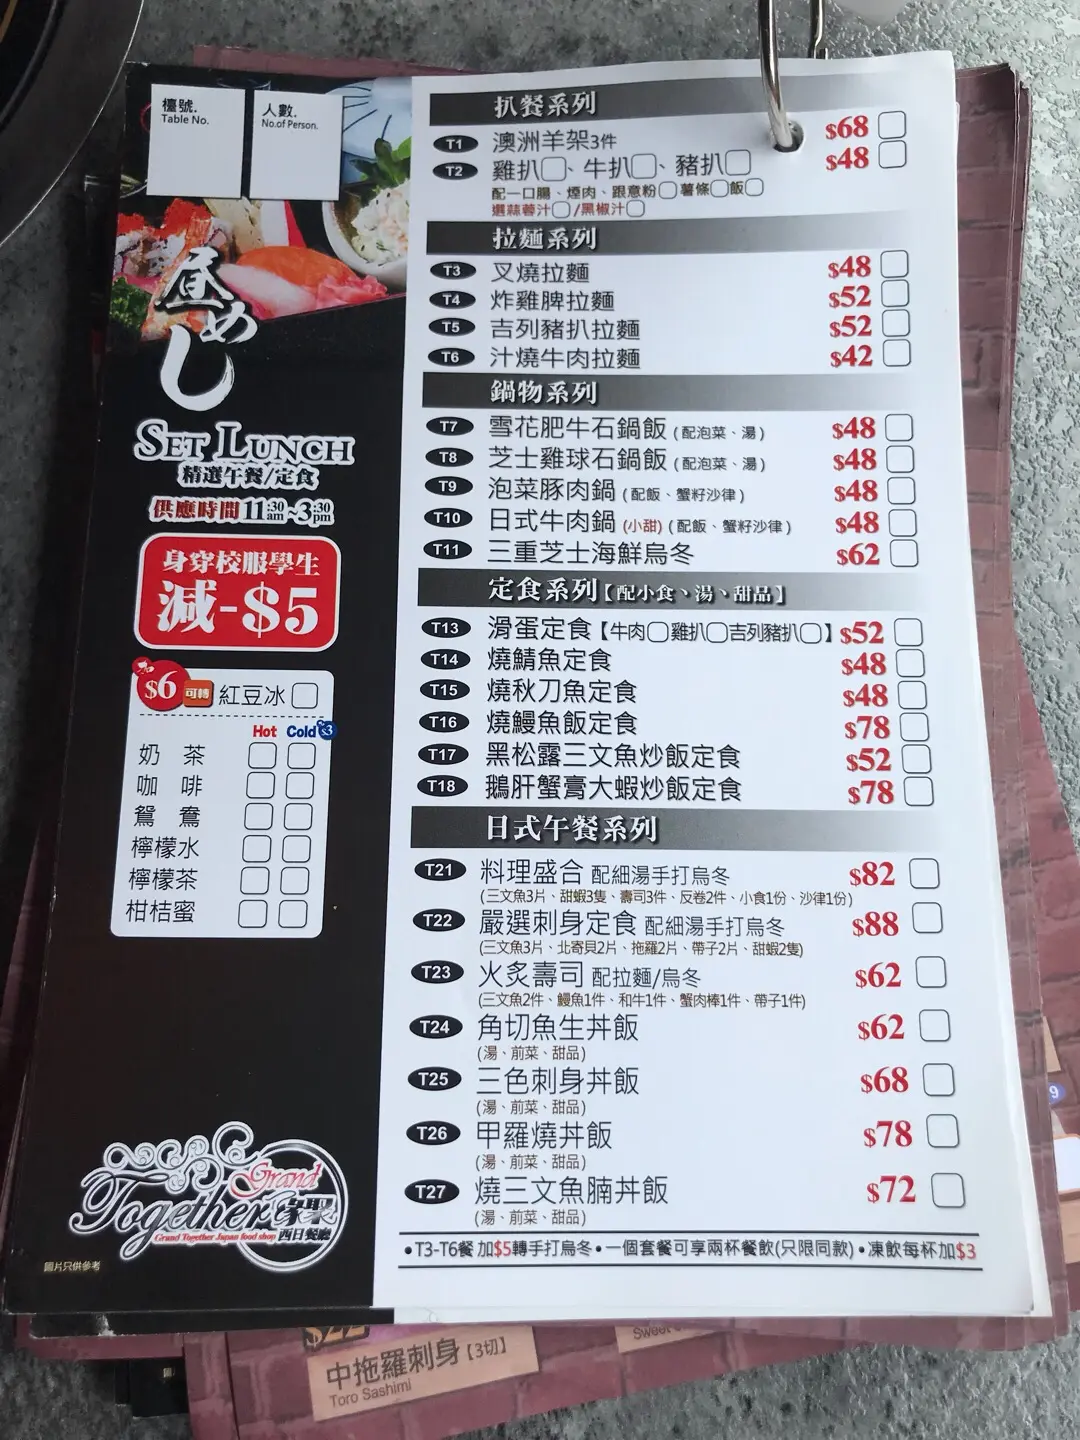 檯號.
Table No.
人數.
No.of Person.
昼めし
SET LUNCH
精選午餐/定食
供應時間11:30am~3:30pm
身穿校服學生
減-$5
$6 可轉 紅豆冰
Hot Cold $3
奶茶
咖啡
鴛鴦
檸檬水
檸檬茶
柑桔蜜
Grand
Together 家聚
Grand Together Japan food shop 西日餐廳
圖片只供參考
扒餐系列
T1 澳洲羊架3件 $68
T2 雞扒、牛扒、豬扒 $48
配一口腸、煙肉、跟意粉 薯條 飯
選蒜蓉汁/黑椒汁
拉麵系列
T3 叉燒拉麵 $48
T4 炸雞脾拉麵 $52
T5 吉列豬扒拉麵 $52
T6 汁燒牛肉拉麵 $42
鍋物系列
T7 雪花肥牛石鍋飯 (配泡菜、湯) $48
T8 芝士雞球石鍋飯 (配泡菜、湯) $48
T9 泡菜豚肉鍋 (配飯、蟹籽沙律) $48
T10 日式牛肉鍋 (小甜) (配飯、蟹籽沙律) $48
T11 三重芝士海鮮烏冬 $62
定食系列【配小食、湯、甜品】
T13 滑蛋定食【牛肉 雞扒 吉列豬扒】 $52
T14 燒鯖魚定食 $48
T15 燒秋刀魚定食 $48
T16 燒鰻魚飯定食 $78
T17 黑松露三文魚炒飯定食 $52
T18 鵝肝蟹膏大蝦炒飯定食 $78
日式午餐系列
T21 料理盛合 配細湯手打烏冬 $82
(三文魚3片、甜蝦3隻、壽司3件、反卷2件、小食1份、沙律1份)
T22 嚴選刺身定食 配細湯手打烏冬 $88
(三文魚3片、北寄貝2片、拖羅2片、帶子2片、甜蝦2隻)
T23 火炙壽司 配拉麵/烏冬 $62
(三文魚2件、鰻魚1件、和牛1件、蟹肉棒1件、帶子1件)
T24 角切魚生丼飯 $62
(湯、前菜、甜品)
T25 三色刺身丼飯 $68
(湯、前菜、甜品)
T26 甲羅燒丼飯 $78
(湯、前菜、甜品)
T27 燒三文魚腩丼飯 $72
(湯、前菜、甜品)
•T3-T6餐 加$5轉手打烏冬•一個套餐可享兩杯餐飲(只限同款)•凍飲每杯加$3
$22
中拖羅刺身【3切】
Toro Sashimi
Sweet
9